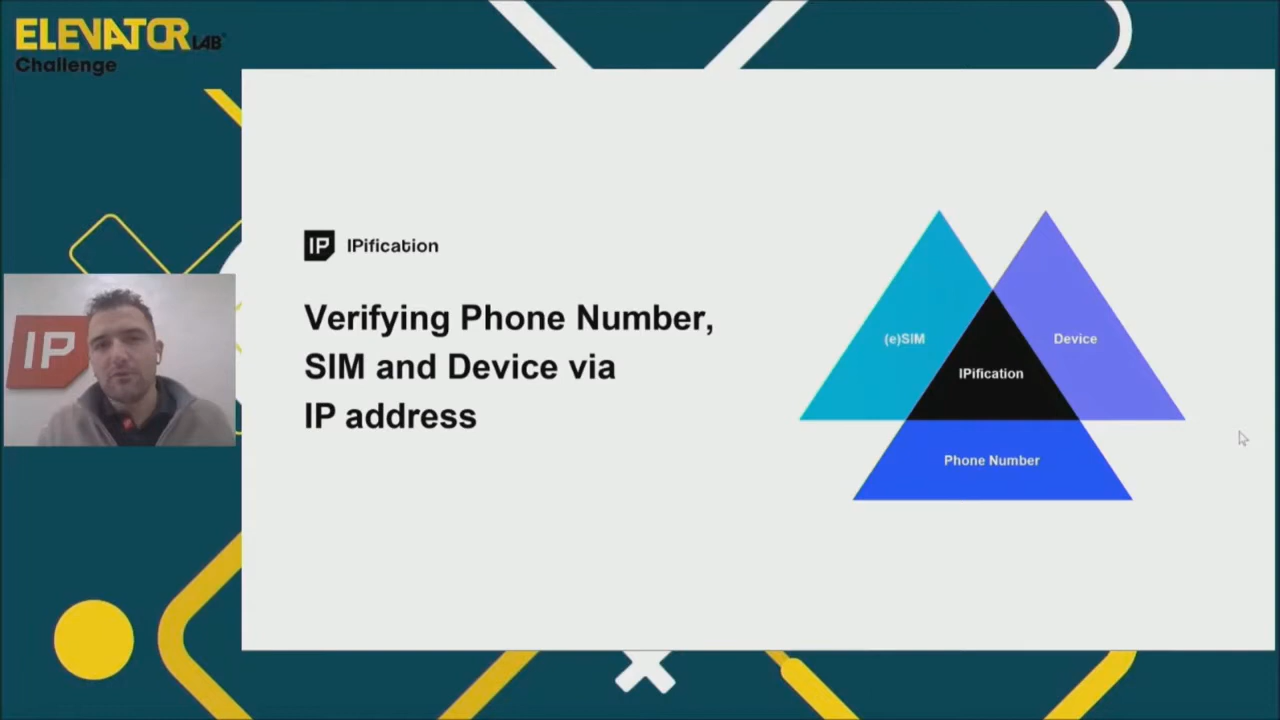 ELEVATOR LAB
Challenge
IP IPification
Verifying Phone Number,
SIM and Device via
IP address
(e)SIM
Device
IPification
Phone Number
IP